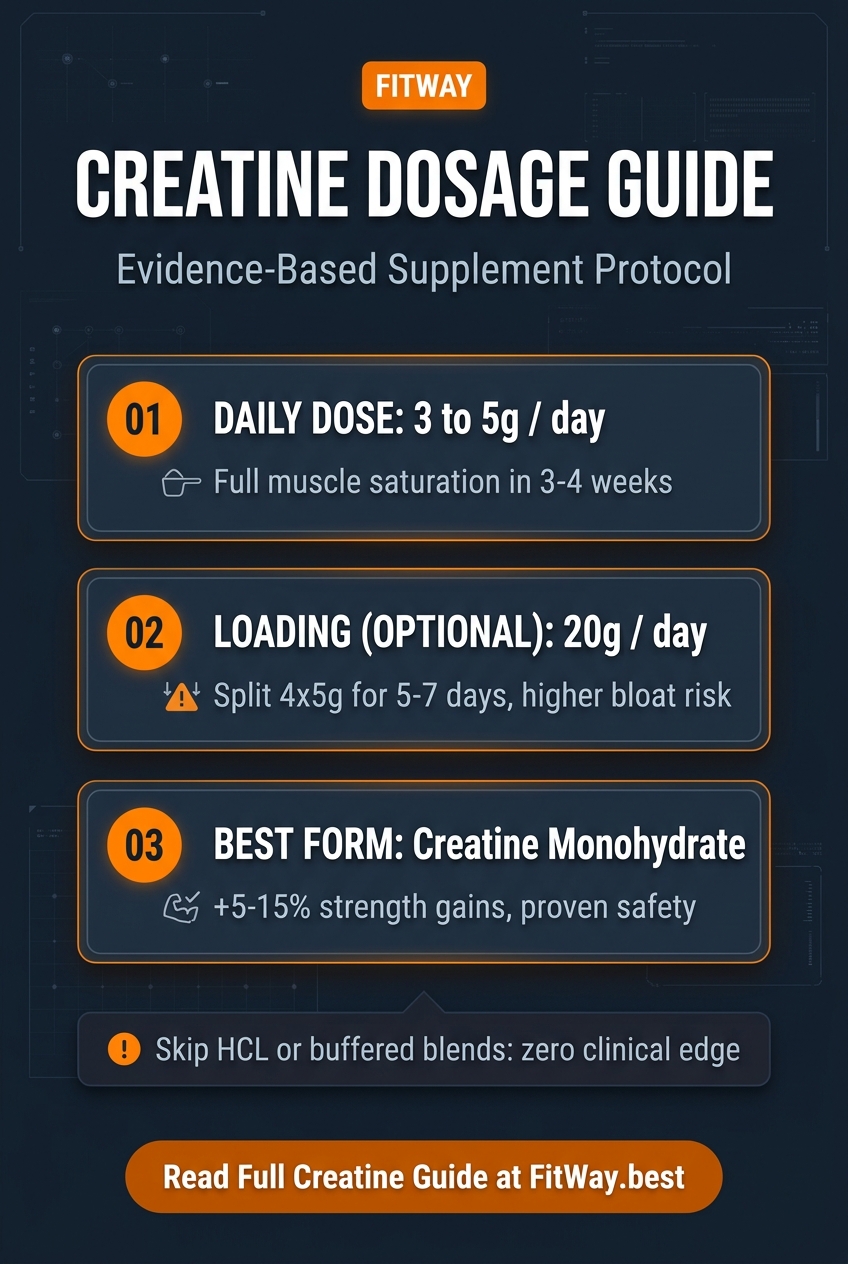 FITWAY
CREATINE DOSAGE GUIDE
Evidence-Based Supplement Protocol
01
DAILY DOSE: 3 to 5g / day
Full muscle saturation in 3-4 weeks
02
LOADING (OPTIONAL): 20g / day
Split 4x5g for 5-7 days, higher bloat risk
03
BEST FORM: Creatine Monohydrate
+5-15% strength gains, proven safety
Skip HCL or buffered blends: zero clinical edge
Read Full Creatine Guide at FitWay.best